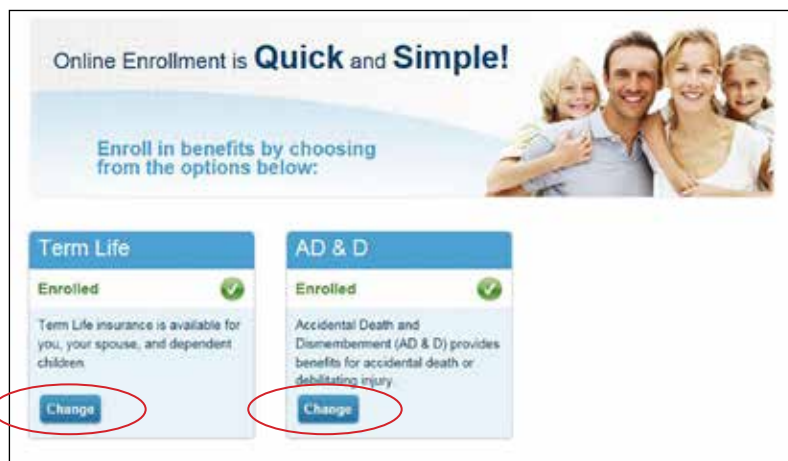 Online Enrollment is Quick and Simple!
Enroll in benefits by choosing
from the options below:
Term Life
Enrolled
Term Life insurance is available for
you, your spouse, and dependent
children.
Change
AD & D
Enrolled
Accidental Death and
Dismemberment (AD & D) provides
benefits for accidental death or
debilitating injury.
Change